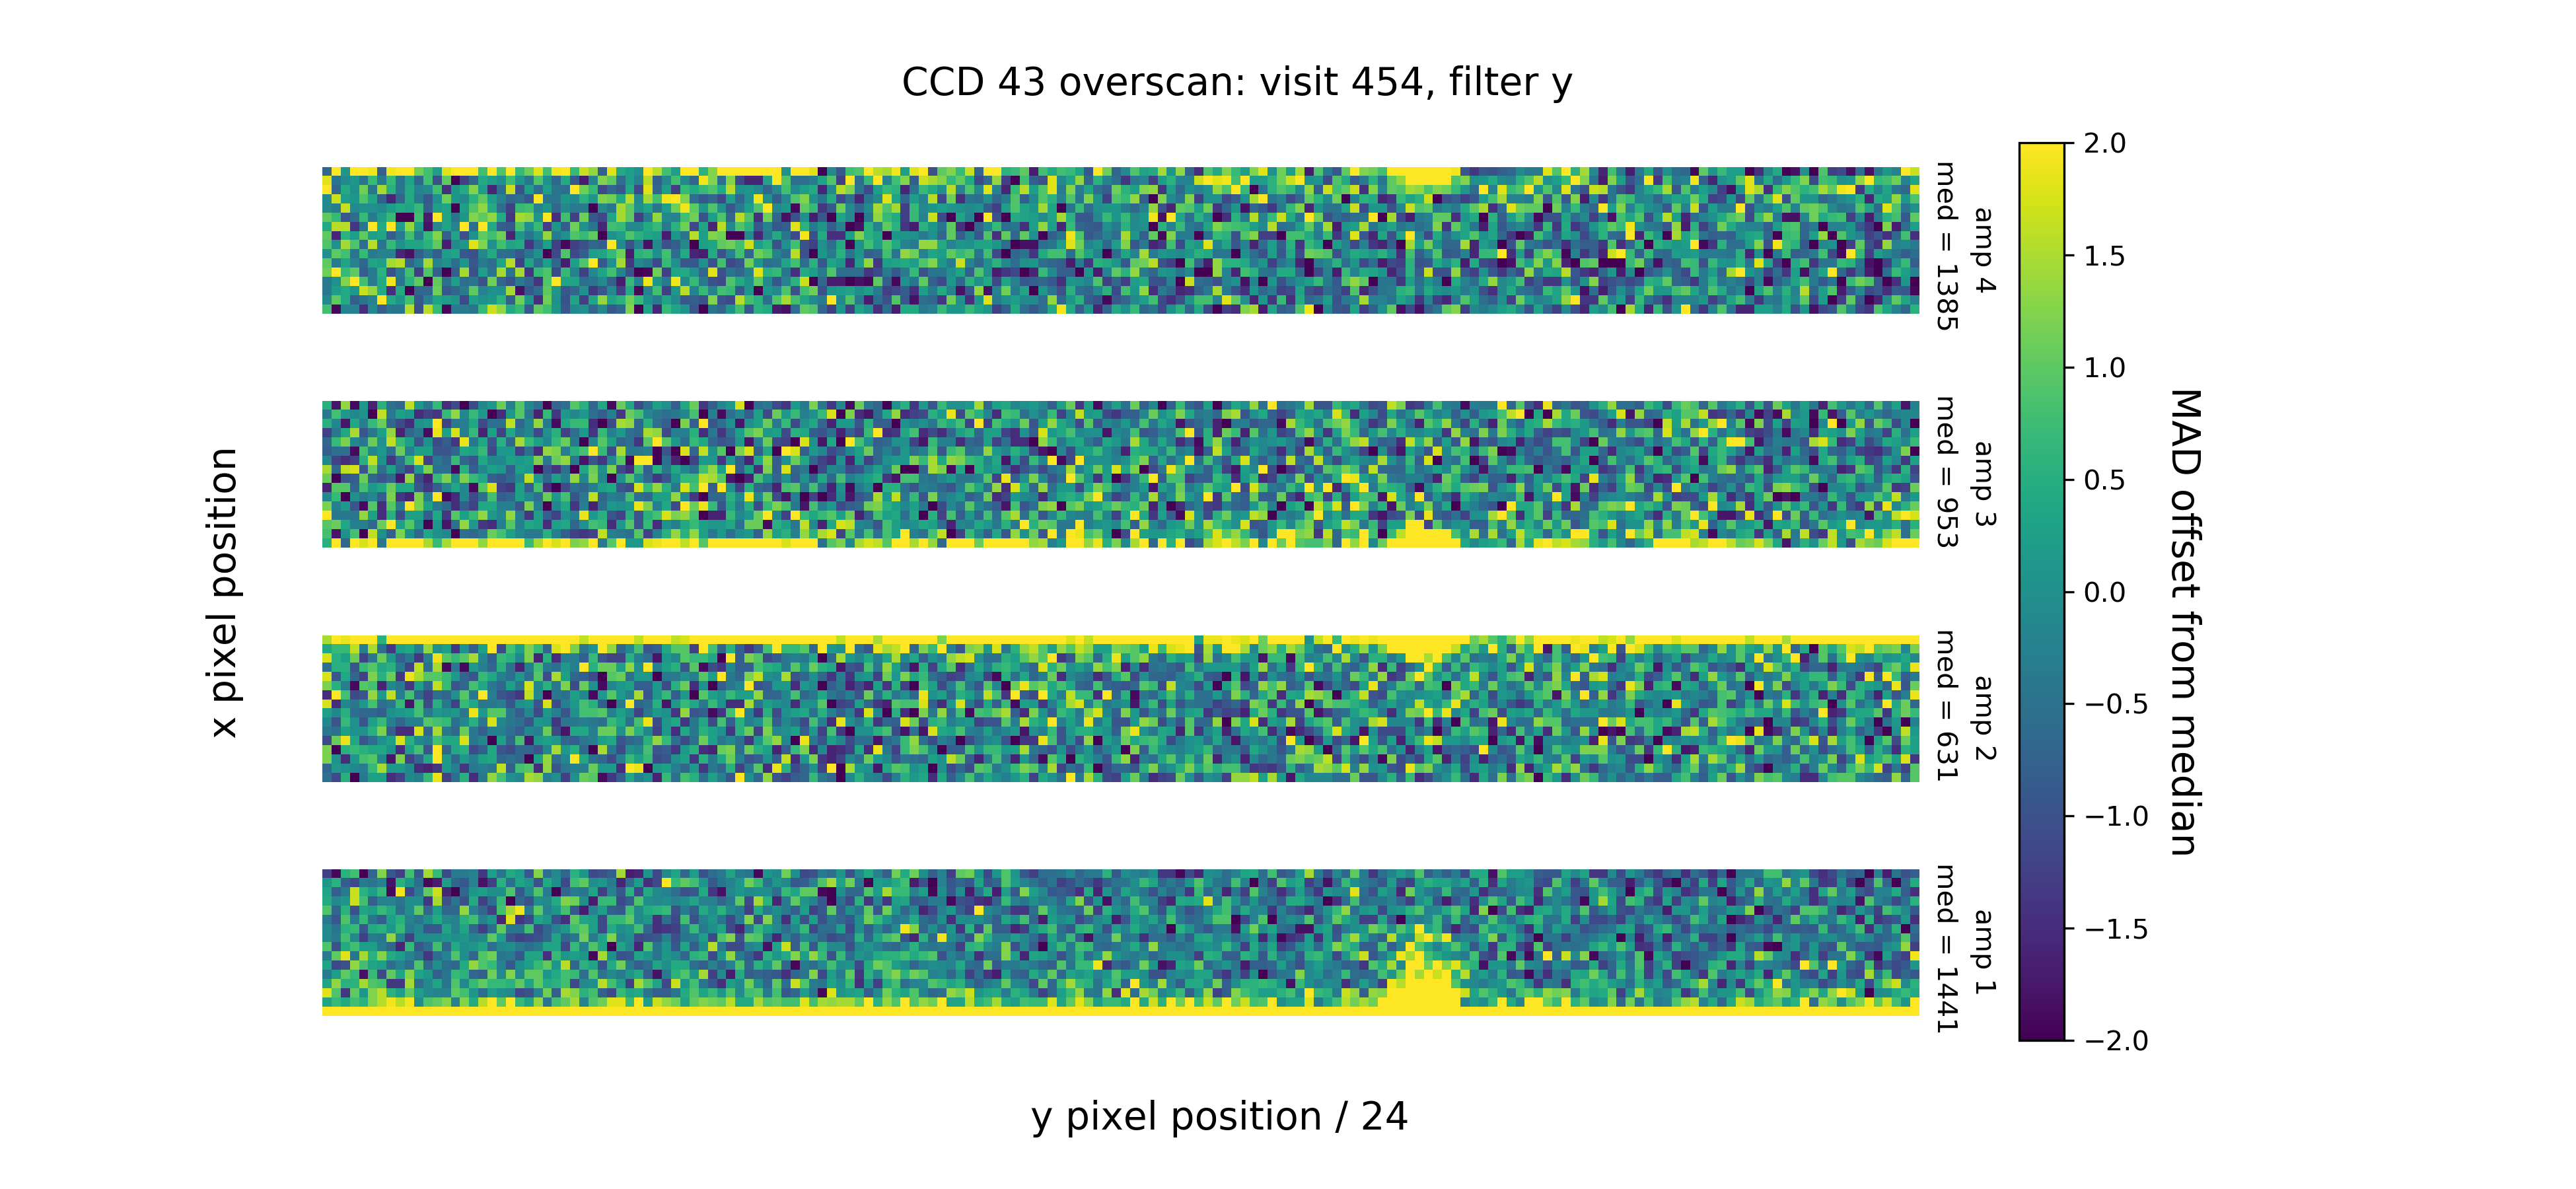 CCD 43 overscan: visit 454, filter y
x pixel position
amp 4
med = 1385
amp 3
med = 953
amp 2
med = 631
amp 1
med = 1441
y pixel position / 24
2.0
1.5
1.0
0.5
0.0
−0.5
−1.0
−1.5
−2.0
MAD offset from median